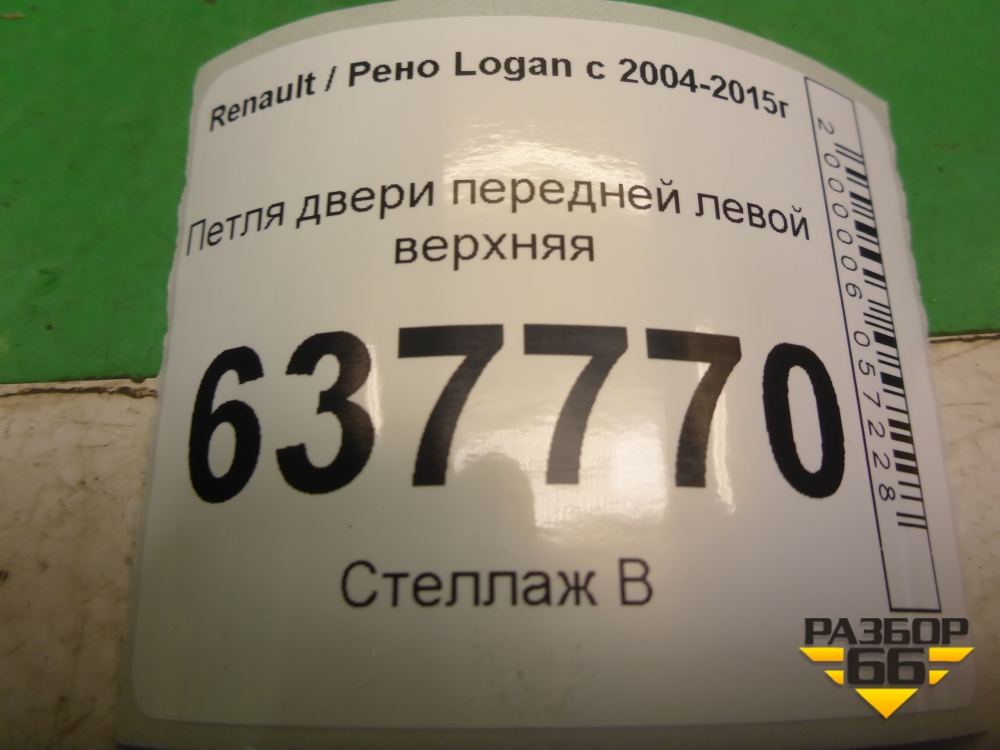 Renault / Рено Logan с 2004-2015г
Петля двери передней левой
верхняя
637770
Стеллаж В
2000006057228
РАЗБОР
66